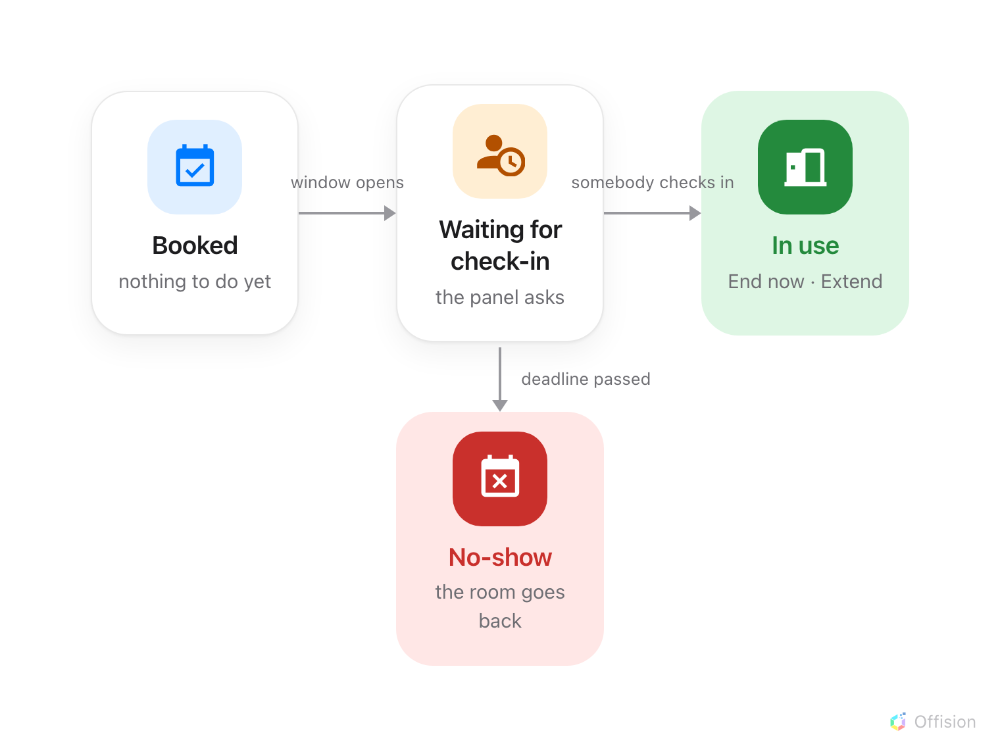 window opens
somebody checks in
Booked
nothing to do yet
Waiting for
check-in
the panel asks
In use
End now · Extend
deadline passed
No-show
the room goes
back
Offision